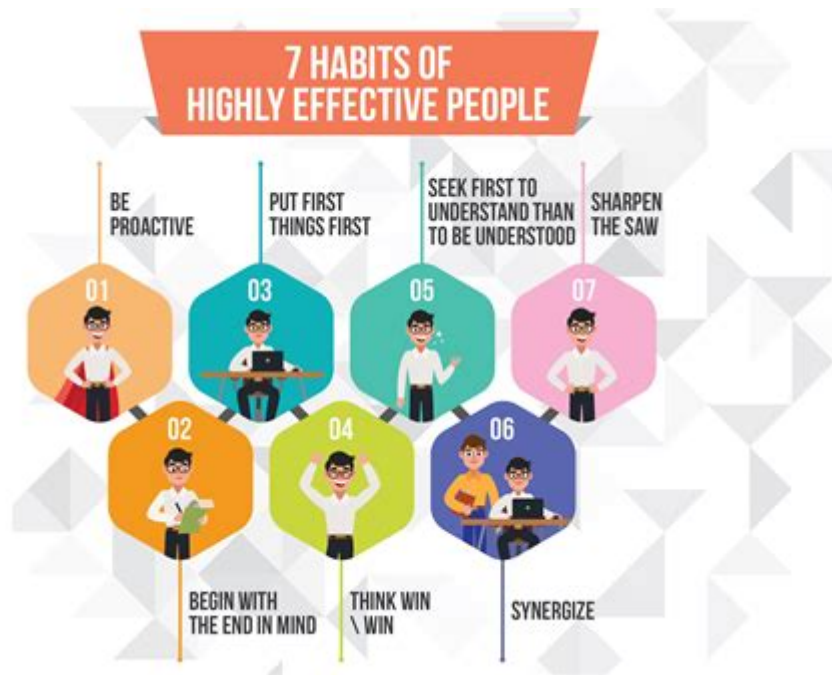 7 HABITS OF
HIGHLY EFFECTIVE PEOPLE
BE
PROACTIVE
PUT FIRST
THINGS FIRST
SEEK FIRST TO
UNDERSTAND THAN
TO BE UNDERSTOOD
SHARPEN
THE SAW
01
03
05
07
02
04
06
BEGIN WITH
THE END IN MIND
THINK WIN
\ WIN
SYNERGIZE